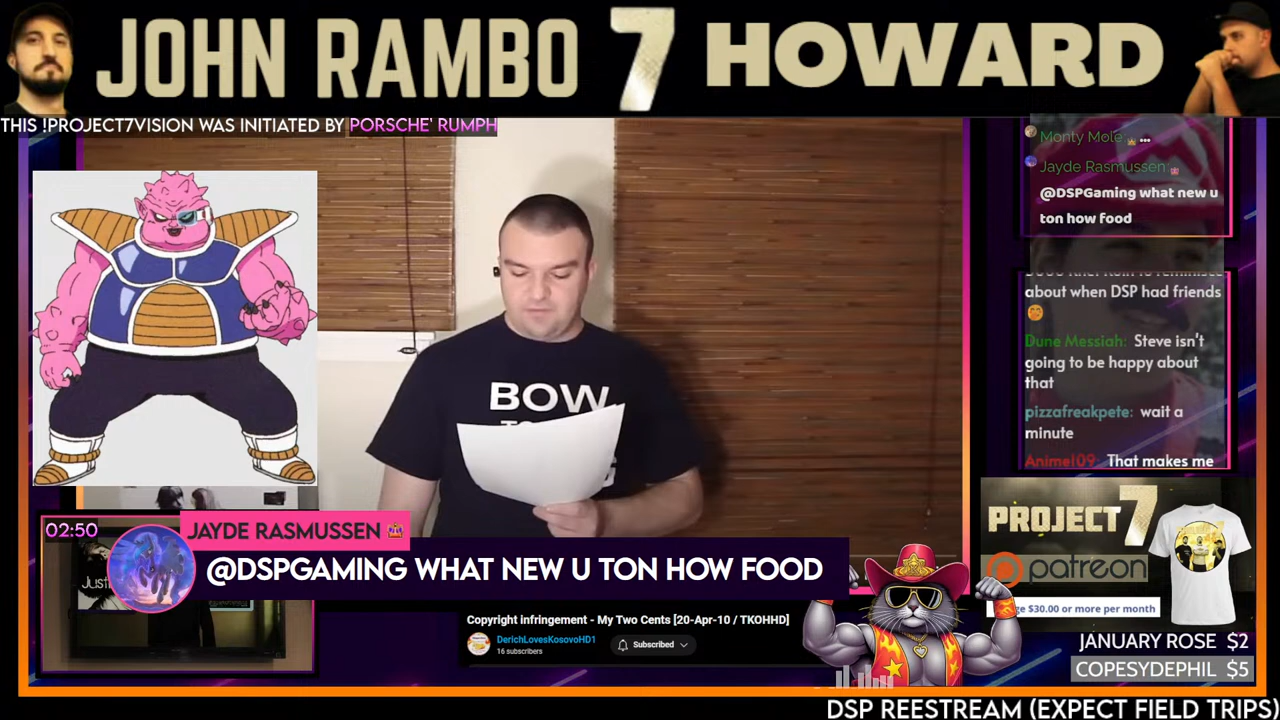 JOHN RAMBO 7 HOWARD
THIS !PROJECT7VISION WAS INITIATED BY PORSCHE' RUMPH
Monty Mole
Jayde Rasmussen
@DSPGaming what new u
ton how food
about when DSP had friends
Dune Messiah: Steve isn't
going to be happy about
that
pizzafreakpete: wait a
minute
Anime109: That makes me
BOW
PROJECT 7
patreon
$30.00 or more per month
02:50
JAYDE RASMUSSEN
@DSPGAMING WHAT NEW U TON HOW FOOD
Just
Copyright infringement - My Two Cents [20-Apr-10 / TKOHHD]
DerichLovesKosovoHD1
16 subscribers
Subscribed
JANUARY ROSE $2
COPESYDEPHIL $5
DSP REESTREAM (EXPECT FIELD TRIPS)